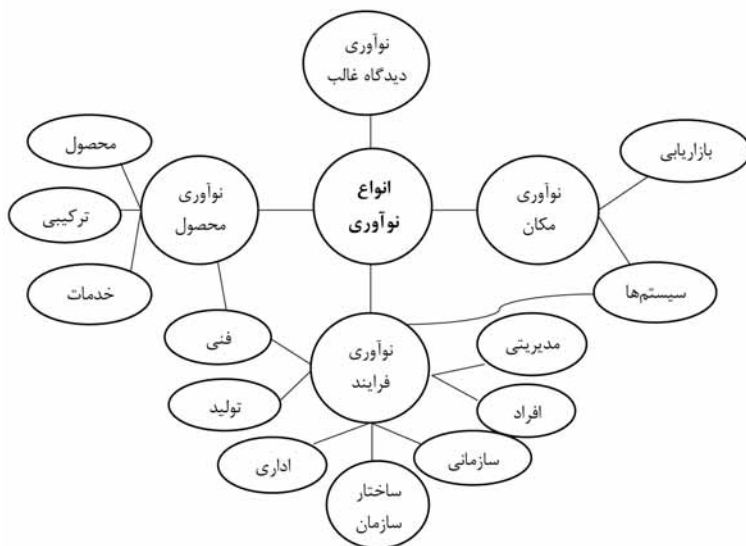 نوآوری
دیدگاه غالب
محصول
ترکیبی
خدمات
نوآوری
محصول
انواع
نوآوری
نوآوری
مکان
بازاریابی
سیستم‌ها
فنی
تولید
نوآوری
فرایند
مدیریتی
افراد
سازمانی
اداری
ساختار
سازمان